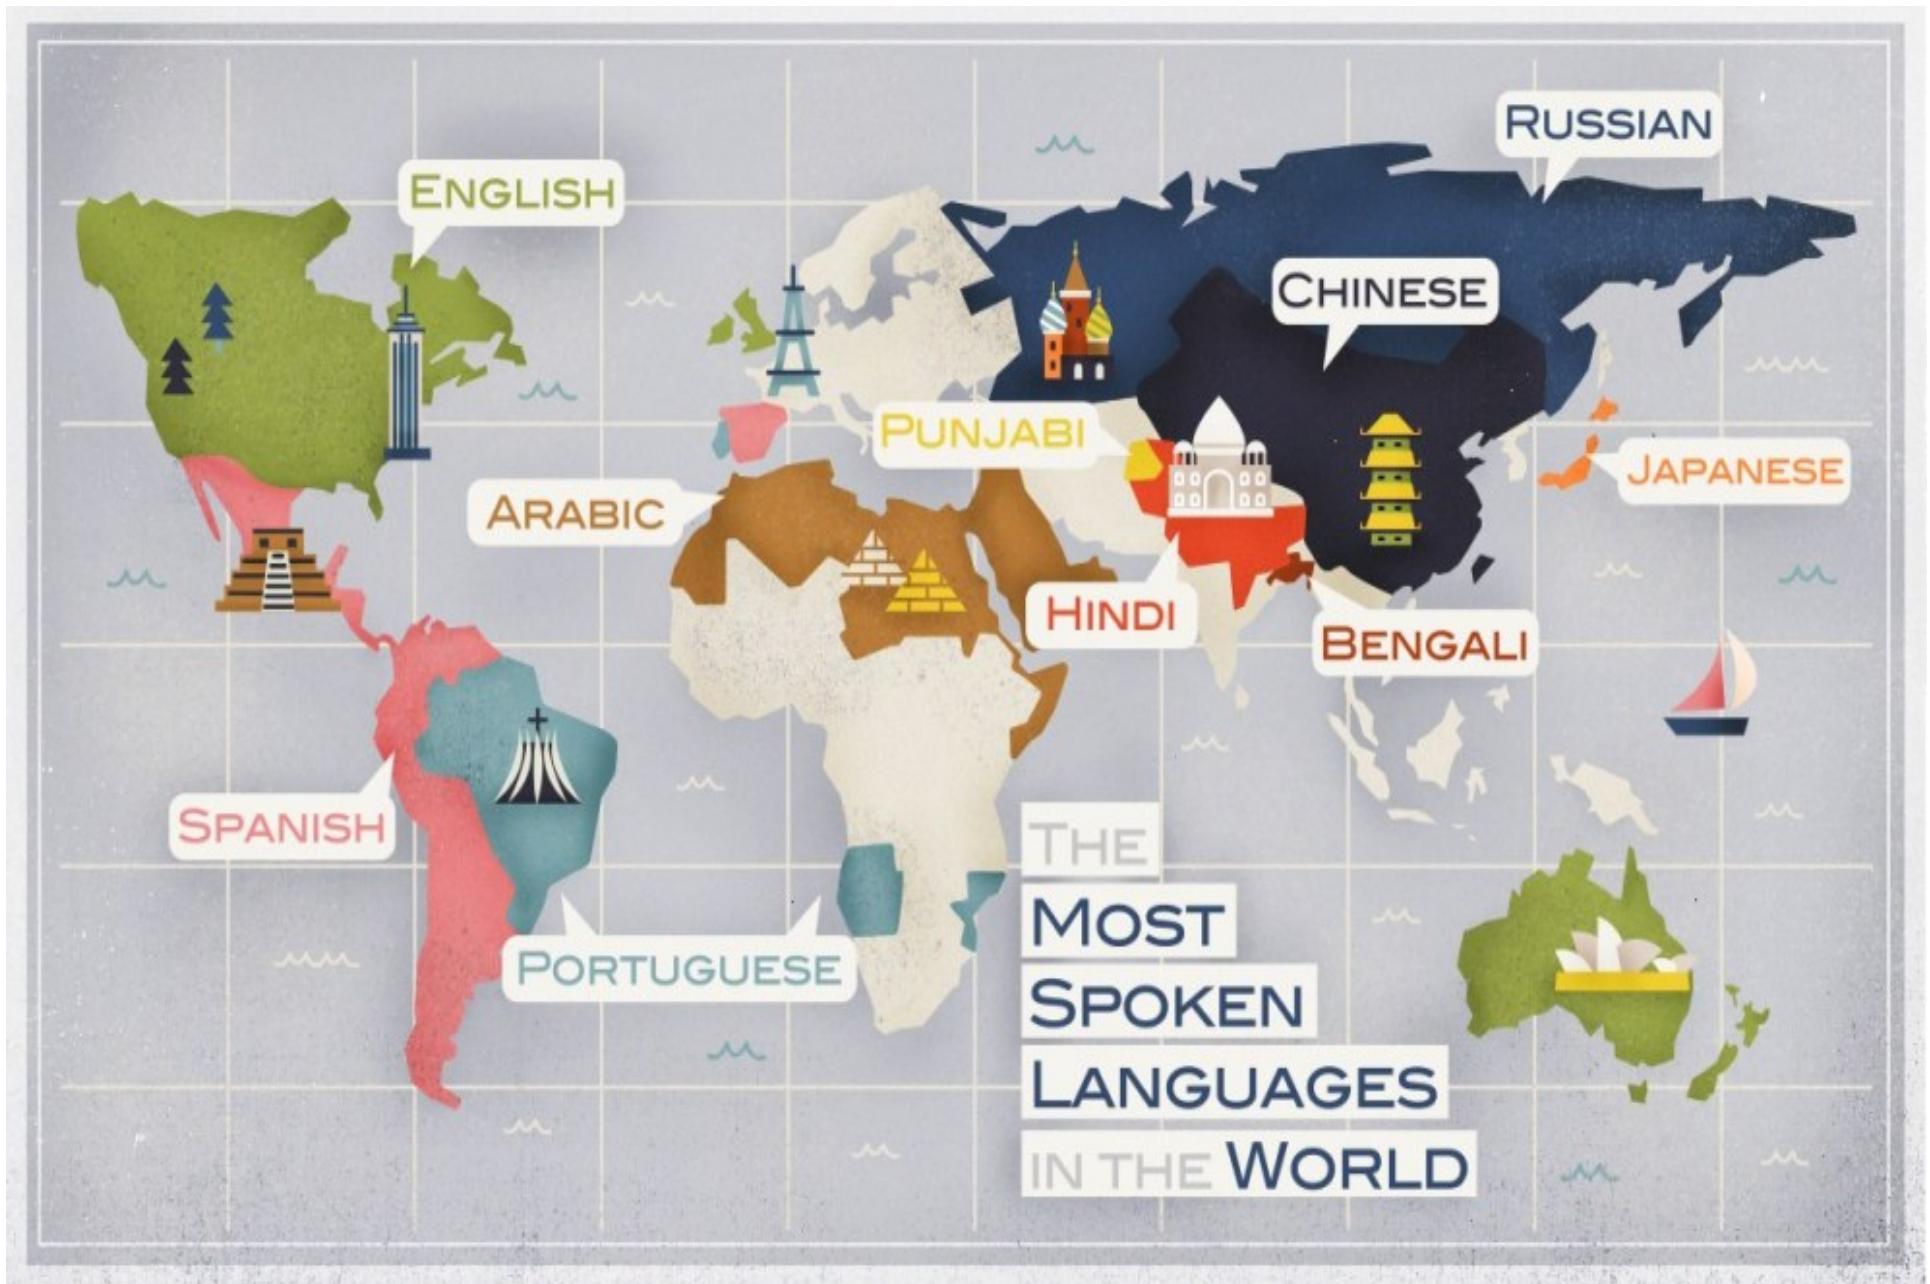 RUSSIAN
ENGLISH
CHINESE
PUNJABI
JAPANESE
ARABIC
HINDI
BENGALI
SPANISH
PORTUGUESE
THE
MOST
SPOKEN
LANGUAGES
IN THE WORLD